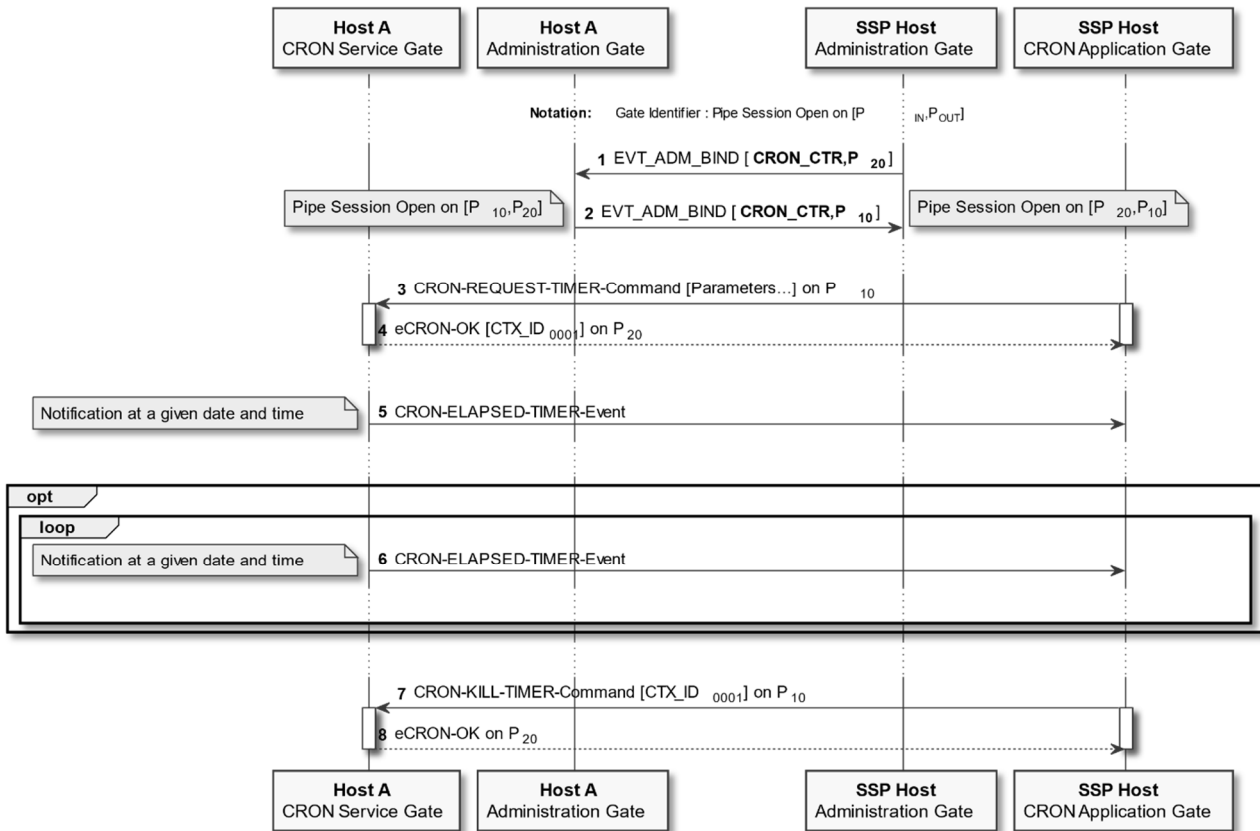 Host A
CRON Service Gate
Host A
Administration Gate
SSP Host
Administration Gate
SSP Host
CRON Application Gate
Notation: Gate Identifier : Pipe Session Open on [P IN,POUT]
1 EVT_ADM_BIND [ CRON_CTR,P 20 ]
Pipe Session Open on [P 10,P20]
2 EVT_ADM_BIND [ CRON_CTR,P 10 ]
Pipe Session Open on [P 20,P10]
3 CRON-REQUEST-TIMER-Command [Parameters...] on P 10
4 eCRON-OK [CTX_ID 0001] on P 20
Notification at a given date and time
5 CRON-ELAPSED-TIMER-Event
opt
loop
Notification at a given date and time
6 CRON-ELAPSED-TIMER-Event
7 CRON-KILL-TIMER-Command [CTX_ID 0001] on P 10
8 eCRON-OK on P 20
Host A
CRON Service Gate
Host A
Administration Gate
SSP Host
Administration Gate
SSP Host
CRON Application Gate